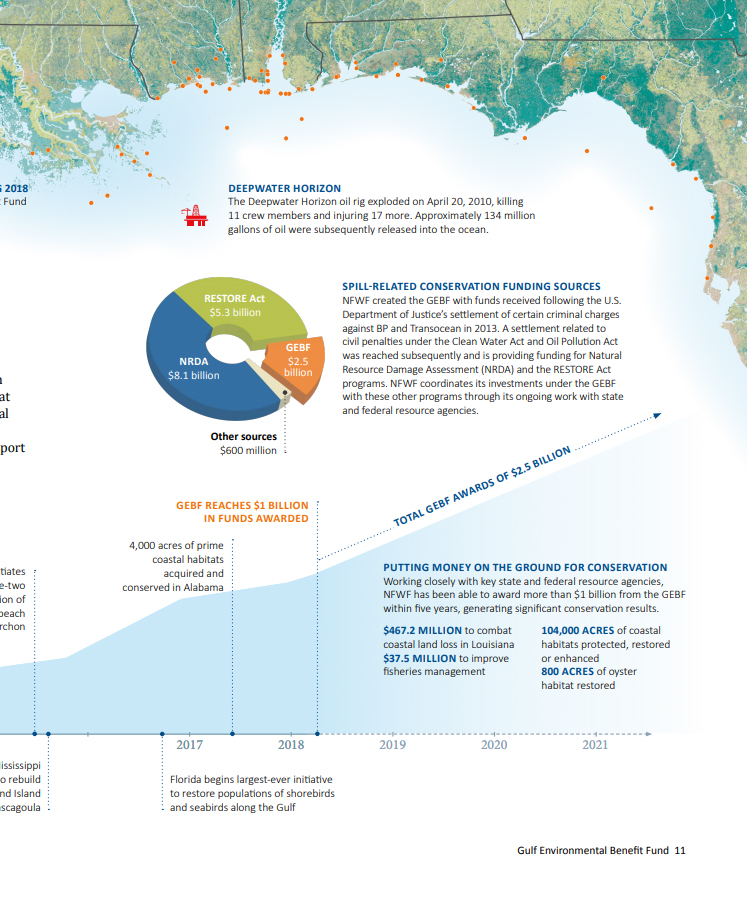 G 2018
t Fund
DEEPWATER HORIZON
The Deepwater Horizon oil rig exploded on April 20, 2010, killing
11 crew members and injuring 17 more. Approximately 134 million
gallons of oil were subsequently released into the ocean.
RESTORE Act
$5.3 billion
GEBF
$2.5
billion
NRDA
$8.1 billion
Other sources
$600 million
SPILL-RELATED CONSERVATION FUNDING SOURCES
NFWF created the GEBF with funds received following the U.S.
Department of Justice's settlement of certain criminal charges
against BP and Transocean in 2013. A settlement related to
civil penalties under the Clean Water Act and Oil Pollution Act
was reached subsequently and is providing funding for Natural
Resource Damage Assessment (NRDA) and the RESTORE Act
programs. NFWF coordinates its investments under the GEBF
with these other programs through its ongoing work with state
and federal resource agencies.
n
at
al
port
TOTAL GEBF AWARDS OF $2.5 BILLION
GEBF REACHES $1 BILLION
IN FUNDS AWARDED
4,000 acres of prime
coastal habitats
acquired and
conserved in Alabama
tiates
e-two
ion of
beach
rchon
PUTTING MONEY ON THE GROUND FOR CONSERVATION
Working closely with key state and federal resource agencies,
NFWF has been able to award more than $1 billion from the GEBF
within five years, generating significant conservation results.
$467.2 MILLION to combat
coastal land loss in Louisiana
$37.5 MILLION to improve
fisheries management
104,000 ACRES of coastal
habitats protected, restored
or enhanced
800 ACRES of oyster
habitat restored
2017 2018 2019 2020 2021
ississippi
o rebuild
nd Island
scagoula
Florida begins largest-ever initiative
to restore populations of shorebirds
and seabirds along the Gulf
Gulf Environmental Benefit Fund 11